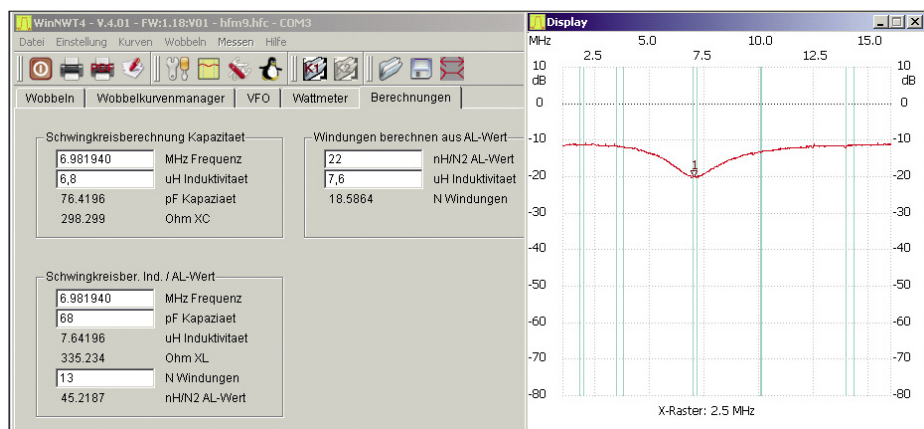 WinNWT4 - V.4.01 - FW:1.18:V01 - hfm9.hfc - COM3
Datei Einstellung Kurven Wobbeln Messen Hilfe
Wobbeln Wobbelkurvenmanager VFO Wattmeter Berechnungen
Schwingkreisberechnung Kapazitaet
6.981940 MHz Frequenz
6,8 uH Induktivitaet
76.4196 pF Kapaziaet
298.299 Ohm XC
Windungen berechnen aus AL-Wert
22 nH/N2 AL-Wert
7,6 uH Induktivitaet
18.5864 N Windungen
Schwingkreisber. Ind. / AL-Wert
6.981940 MHz Frequenz
68 pF Kapaziaet
7.64196 uH Induktivitaet
335.234 Ohm XL
13 N Windungen
45.2187 nH/N2 AL-Wert
Display
MHz 5.0 10.0 15.0
2.5 7.5 12.5
10 10
dB dB
0 0
-10 -10
1
-20 -20
-30 -30
-40 -40
-50 -50
-60 -60
-70 -70
-80 -80
X-Raster: 2.5 MHz